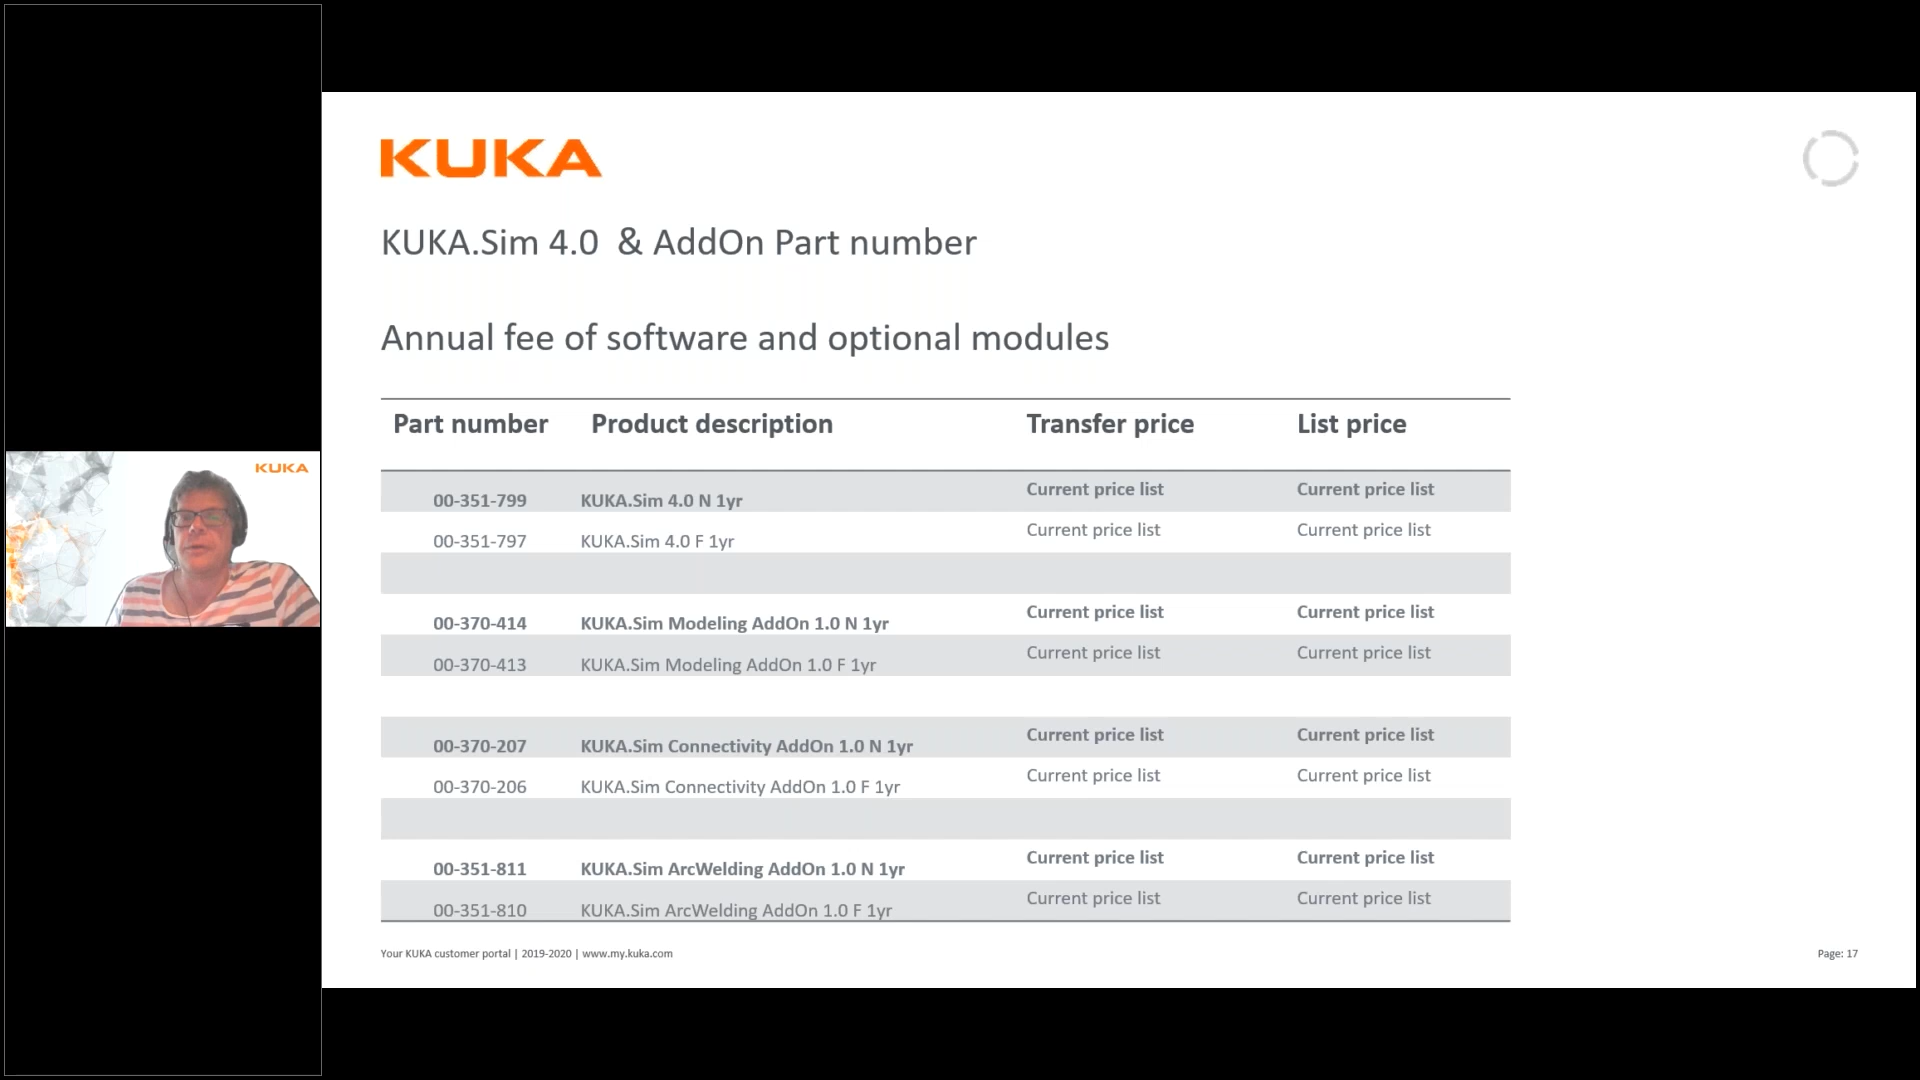 KUKA
KUKA
KUKA.Sim 4.0 & AddOn Part number
Annual fee of software and optional modules
Part number Product description Transfer price List price
00-351-799 KUKA.Sim 4.0 N 1yr Current price list Current price list
00-351-797 KUKA.Sim 4.0 F 1yr Current price list Current price list
00-370-414 KUKA.Sim Modeling AddOn 1.0 N 1yr Current price list Current price list
00-370-413 KUKA.Sim Modeling AddOn 1.0 F 1yr Current price list Current price list
00-370-207 KUKA.Sim Connectivity AddOn 1.0 N 1yr Current price list Current price list
00-370-206 KUKA.Sim Connectivity AddOn 1.0 F 1yr Current price list Current price list
00-351-811 KUKA.Sim ArcWelding AddOn 1.0 N 1yr Current price list Current price list
00-351-810 KUKA.Sim ArcWelding AddOn 1.0 F 1yr Current price list Current price list
Your KUKA customer portal | 2019-2020 | www.my.kuka.com Page: 17